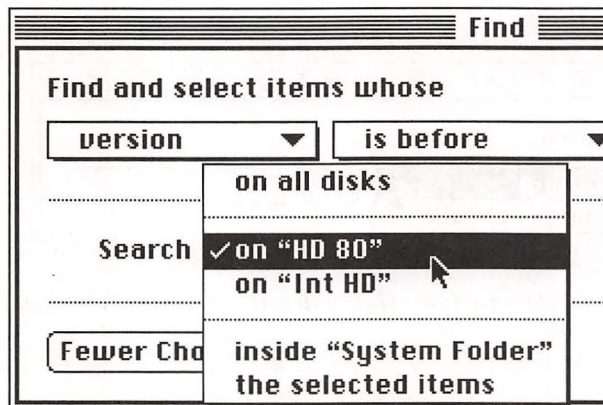 Find
Find and select items whose
version is before
on all disks
Search ✓on “HD 80”
on “Int HD”
Fewer Cho
inside “System Folder”
the selected items